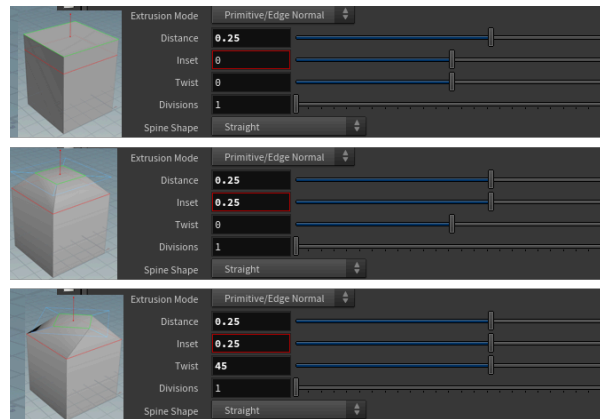 Extrusion Mode Primitive/Edge Normal
Distance 0.25
Inset 0
Twist 0
Divisions 1
Spine Shape Straight
Extrusion Mode Primitive/Edge Normal
Distance 0.25
Inset 0.25
Twist 0
Divisions 1
Spine Shape Straight
Extrusion Mode Primitive/Edge Normal
Distance 0.25
Inset 0.25
Twist 45
Divisions 1
Spine Shape Straight